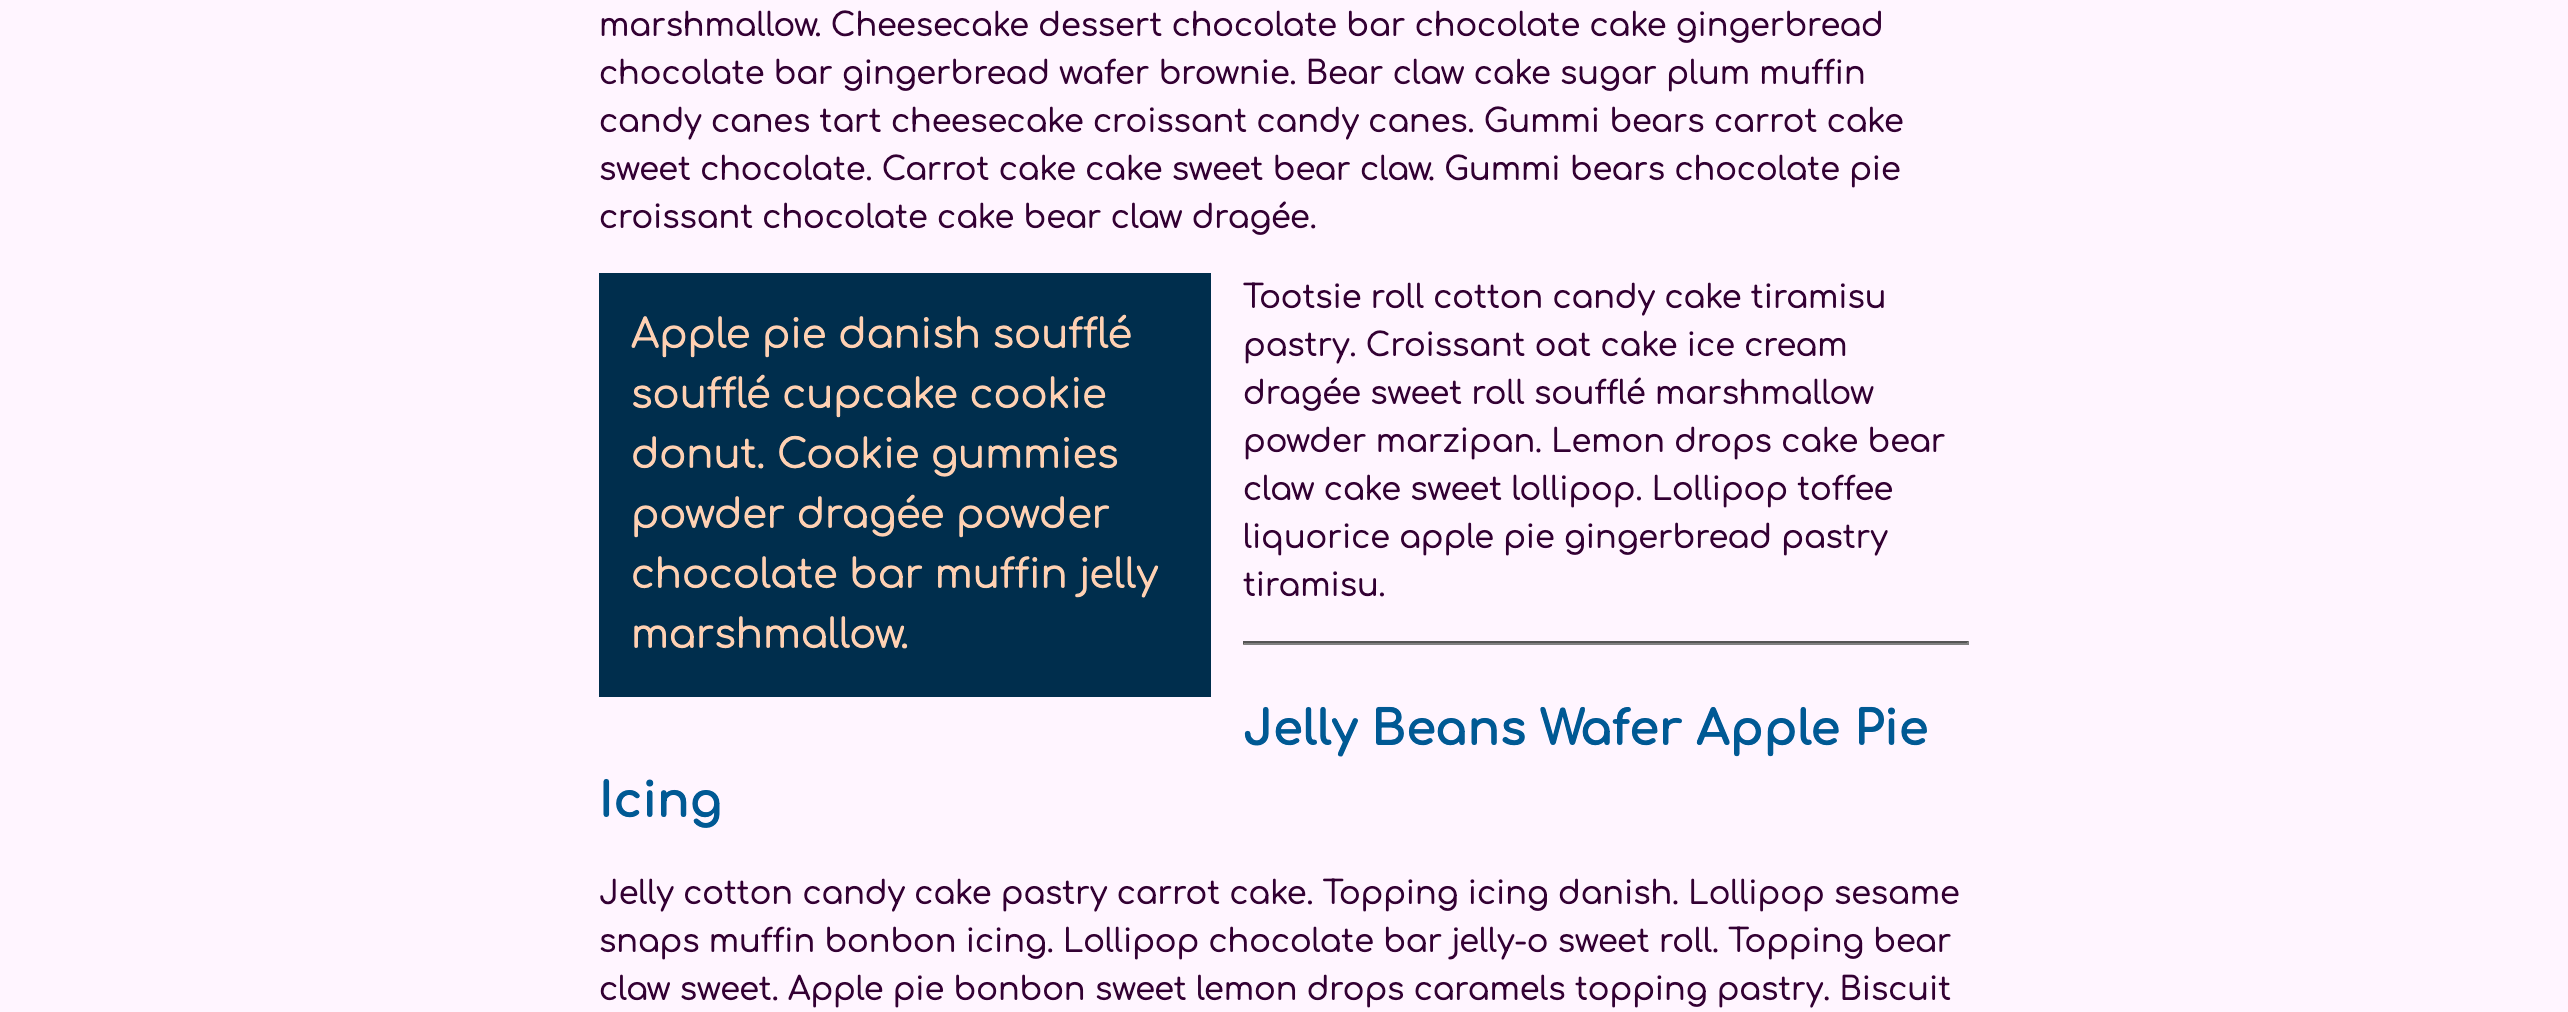 marshmallow. Cheesecake dessert chocolate bar chocolate cake gingerbread
chocolate bar gingerbread wafer brownie. Bear claw cake sugar plum muffin
candy canes tart cheesecake croissant candy canes. Gummi bears carrot cake
sweet chocolate. Carrot cake cake sweet bear claw. Gummi bears chocolate pie
croissant chocolate cake bear claw dragée.
Apple pie danish soufflé
soufflé cupcake cookie
donut. Cookie gummies
powder dragée powder
chocolate bar muffin jelly
marshmallow.
Tootsie roll cotton candy cake tiramisu
pastry. Croissant oat cake ice cream
dragée sweet roll soufflé marshmallow
powder marzipan. Lemon drops cake bear
claw cake sweet lollipop. Lollipop toffee
liquorice apple pie gingerbread pastry
tiramisu.
Jelly Beans Wafer Apple Pie
Icing
Jelly cotton candy cake pastry carrot cake. Topping icing danish. Lollipop sesame
snaps muffin bonbon icing. Lollipop chocolate bar jelly-o sweet roll. Topping bear
claw sweet. Apple pie bonbon sweet lemon drops caramels topping pastry. Biscuit